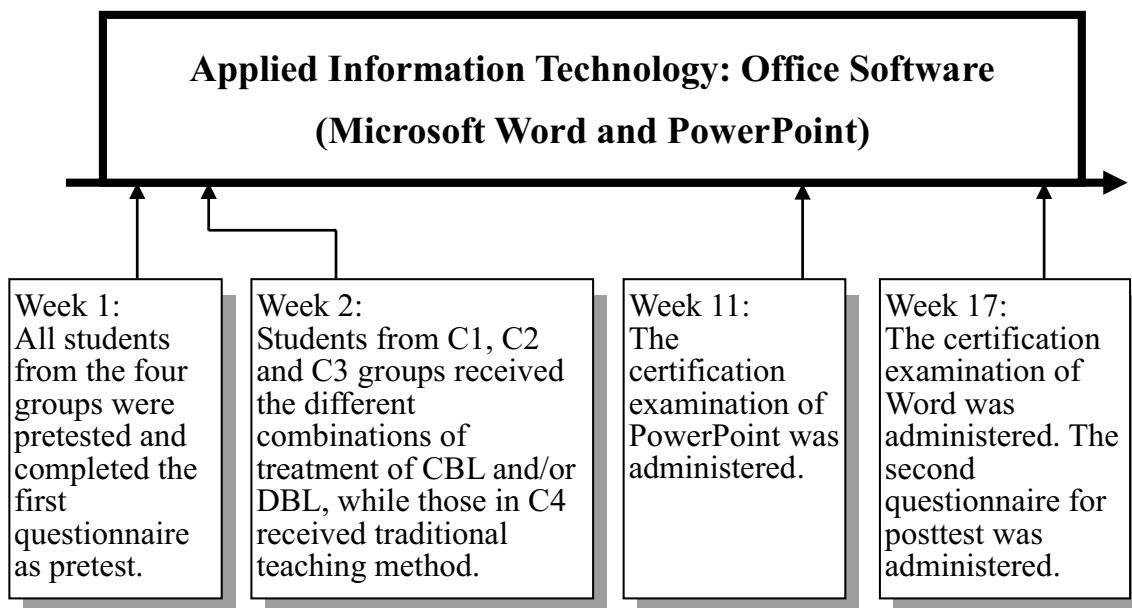 Applied Information Technology: Office Software
(Microsoft Word and PowerPoint)
Week 1:
All students
from the four
groups were
pretested and
completed the
first
questionnaire
as pretest.
Week 2:
Students from C1, C2
and C3 groups received
the different
combinations of
treatment of CBL and/or
DBL, while those in C4
received traditional
teaching method.
Week 11:
The
certification
examination of
PowerPoint was
administered.
Week 17:
The certification
examination of
Word was
administered. The
second
questionnaire for
posttest was
administered.